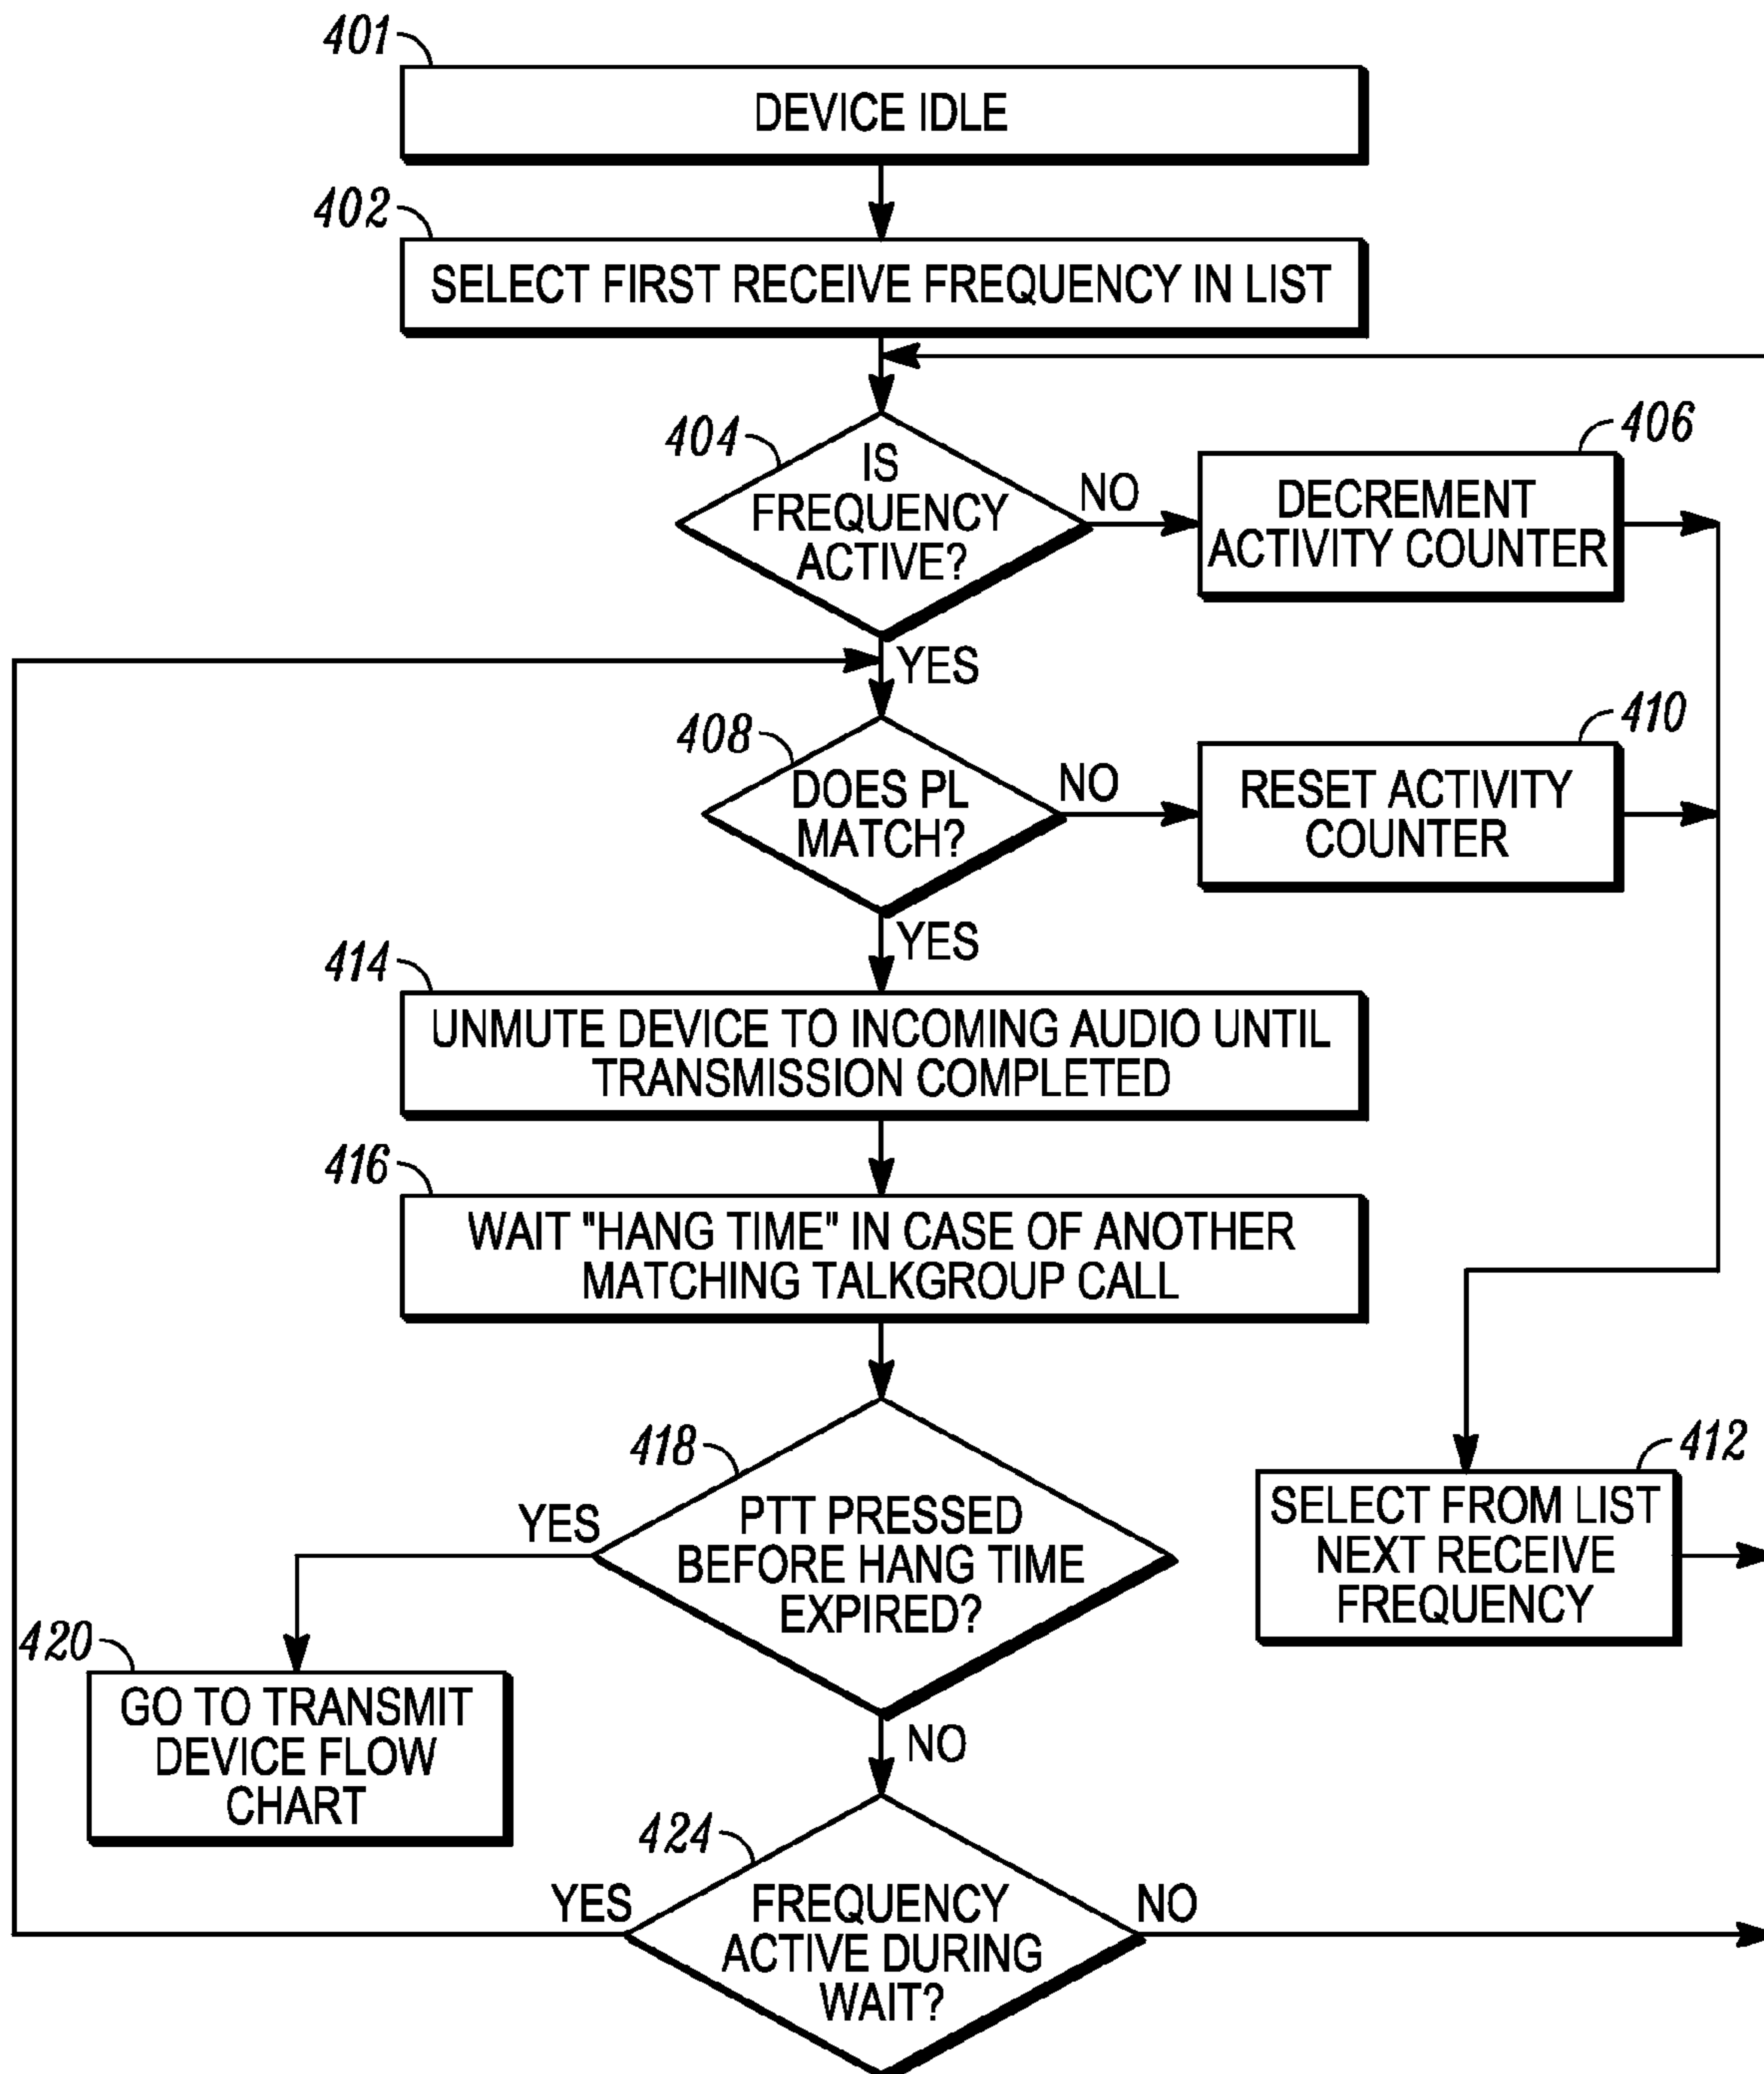 401
DEVICE IDLE
402
SELECT FIRST RECEIVE FREQUENCY IN LIST
404
IS
FREQUENCY
ACTIVE?
NO
406
DECREMENT
ACTIVITY COUNTER
YES
408
DOES PL
MATCH?
NO
410
RESET ACTIVITY
COUNTER
YES
414
UNMUTE DEVICE TO INCOMING AUDIO UNTIL
TRANSMISSION COMPLETED
416
WAIT "HANG TIME" IN CASE OF ANOTHER
MATCHING TALKGROUP CALL
418
PTT PRESSED
BEFORE HANG TIME
EXPIRED?
YES
412
SELECT FROM LIST
NEXT RECEIVE
FREQUENCY
420
GO TO TRANSMIT
DEVICE FLOW
CHART
NO
424
FREQUENCY
ACTIVE DURING
WAIT?
YES
NO